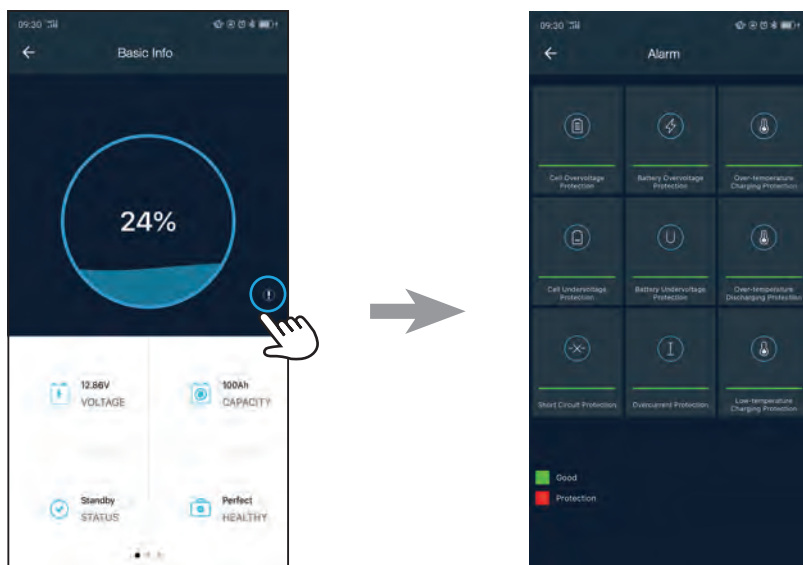 09:30
Basic Info
24%
12.86V
VOLTAGE
100Ah
CAPACITY
Standby
STATUS
Perfect
HEALTHY
09:30
Alarm
Cell Overvoltage
Protection
Battery Overvoltage
Protection
Over-temperature
Charging Protection
Cell Undervoltage
Protection
Battery Undervoltage
Protection
Over-temperature
Discharging Protection
Short Circuit Protection
Overcurrent Protection
Low-temperature
Charging Protection
Good
Protection